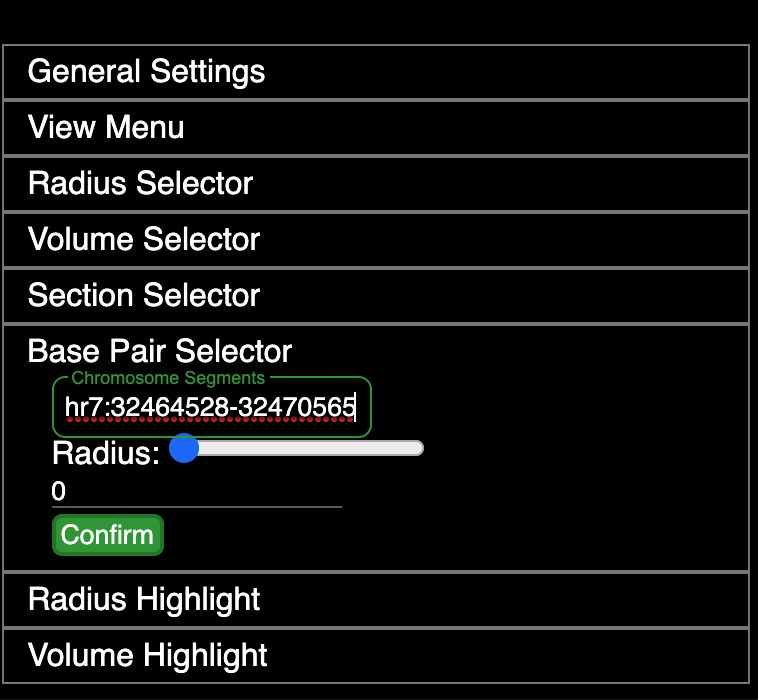 General Settings
View Menu
Radius Selector
Volume Selector
Section Selector
Base Pair Selector
Chromosome Segments
hr7:32464528-32470565
Radius:
0
Confirm
Radius Highlight
Volume Highlight